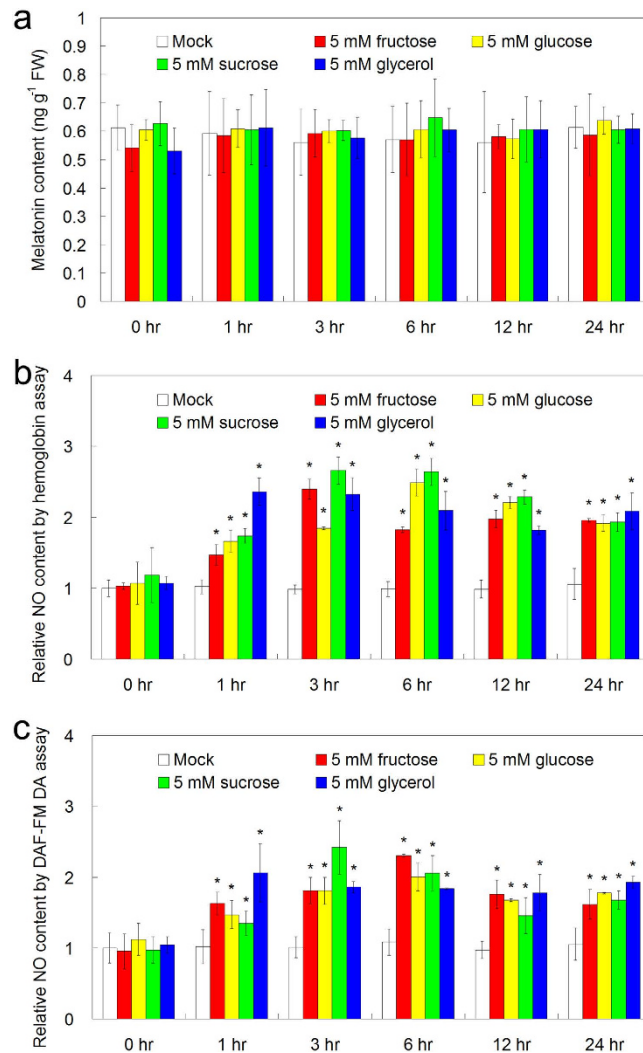 a
Melatonin content (ng g-1 FW)
1
0.9
0.8
0.7
0.6
0.5
0.4
0.3
0.2
0.1
0
Mock
5 mM fructose
5 mM glucose
5 mM sucrose
5 mM glycerol
0 hr
1 hr
3 hr
6 hr
12 hr
24 hr
b
Relative NO content by hemoglobin assay
4
3
2
1
0
Mock
5 mM fructose
5 mM glucose
5 mM sucrose
5 mM glycerol
* * * *
* * * *
* * * *
* * * *
* * * *
0 hr
1 hr
3 hr
6 hr
12 hr
24 hr
c
Relative NO content by DAF-FM DA assay
4
3
2
1
0
Mock
5 mM fructose
5 mM glucose
5 mM sucrose
5 mM glycerol
* * * *
* * * *
* * * *
* * * *
* * * *
0 hr
1 hr
3 hr
6 hr
12 hr
24 hr